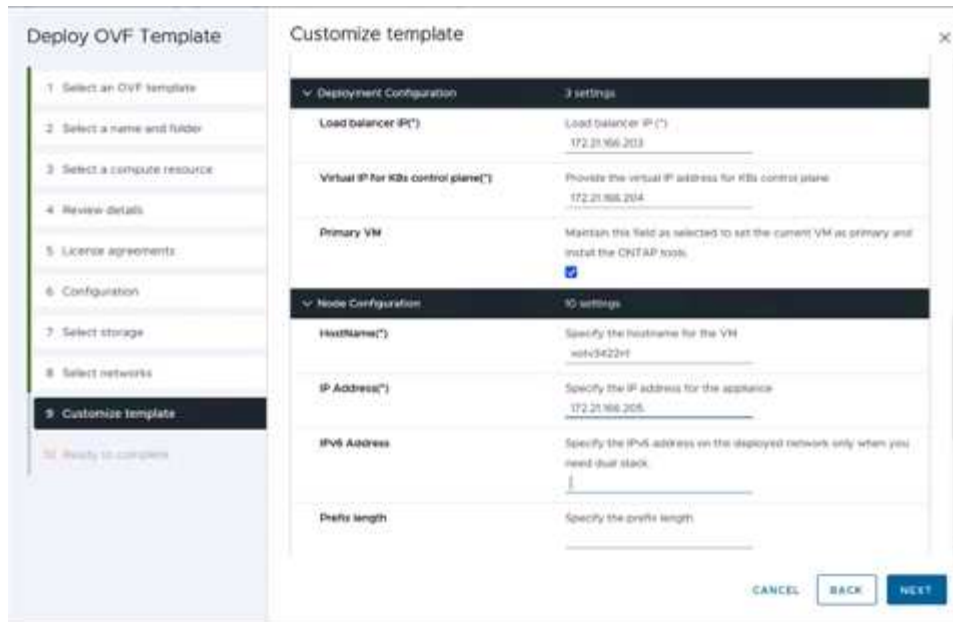 Deploy OVF Template
1 Select an OVF template
2 Select a name and folder
3 Select a compute resource
4 Review details
5 License agreements
6 Configuration
7 Select storage
8 Select networks
9 Customize template
10 Ready to complete
Customize template
Deployment Configuration 3 settings
Load balancer IP(*) Load balancer IP (*)
172.21.166.203
Virtual IP for K8s control plane(*) Provide the virtual IP address for K8s control plane
172.21.166.204
Primary VM Maintain this field as selected to set the current VM as primary and
install the ONTAP tools.
Node Configuration 10 settings
HostName(*) Specify the hostname for the VM
IP Address(*) Specify the IP address for the appliance
172.21.166.205
IPv6 Address Specify the IPv6 address on the deployed network only when you
need dual stack.
Prefix length Specify the prefix length
CANCEL BACK NEXT